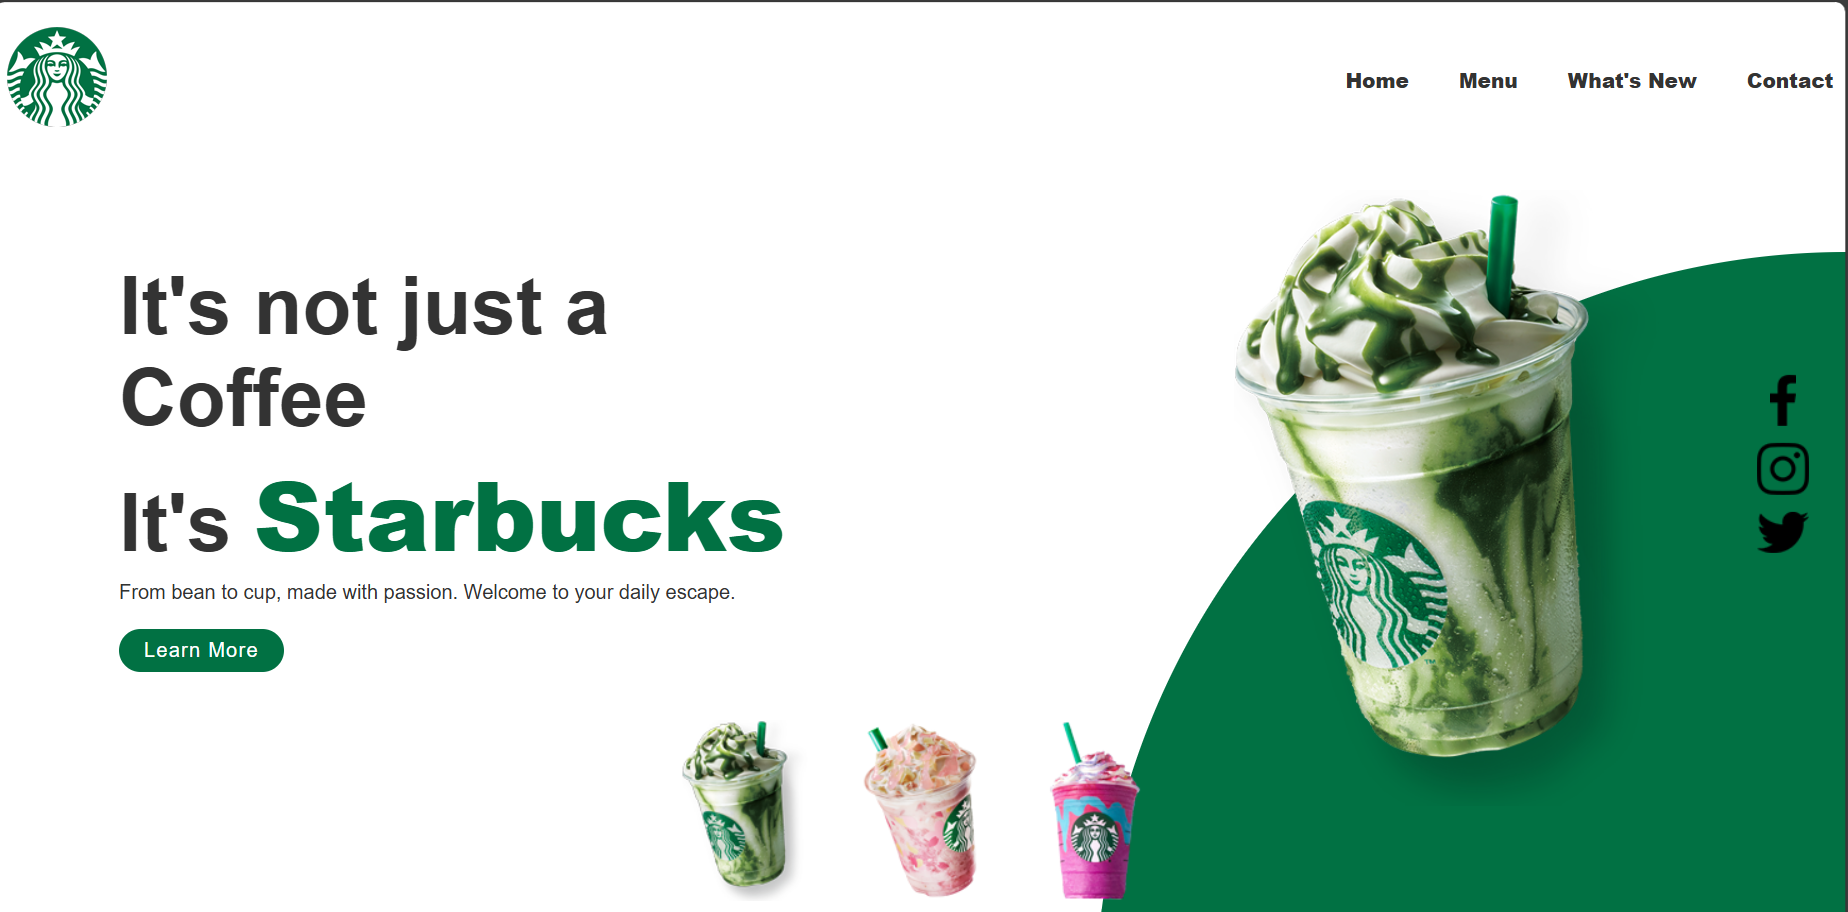 Home Menu What's New Contact
It's not just a
Coffee
It's Starbucks
From bean to cup, made with passion. Welcome to your daily escape.
Learn More
TM